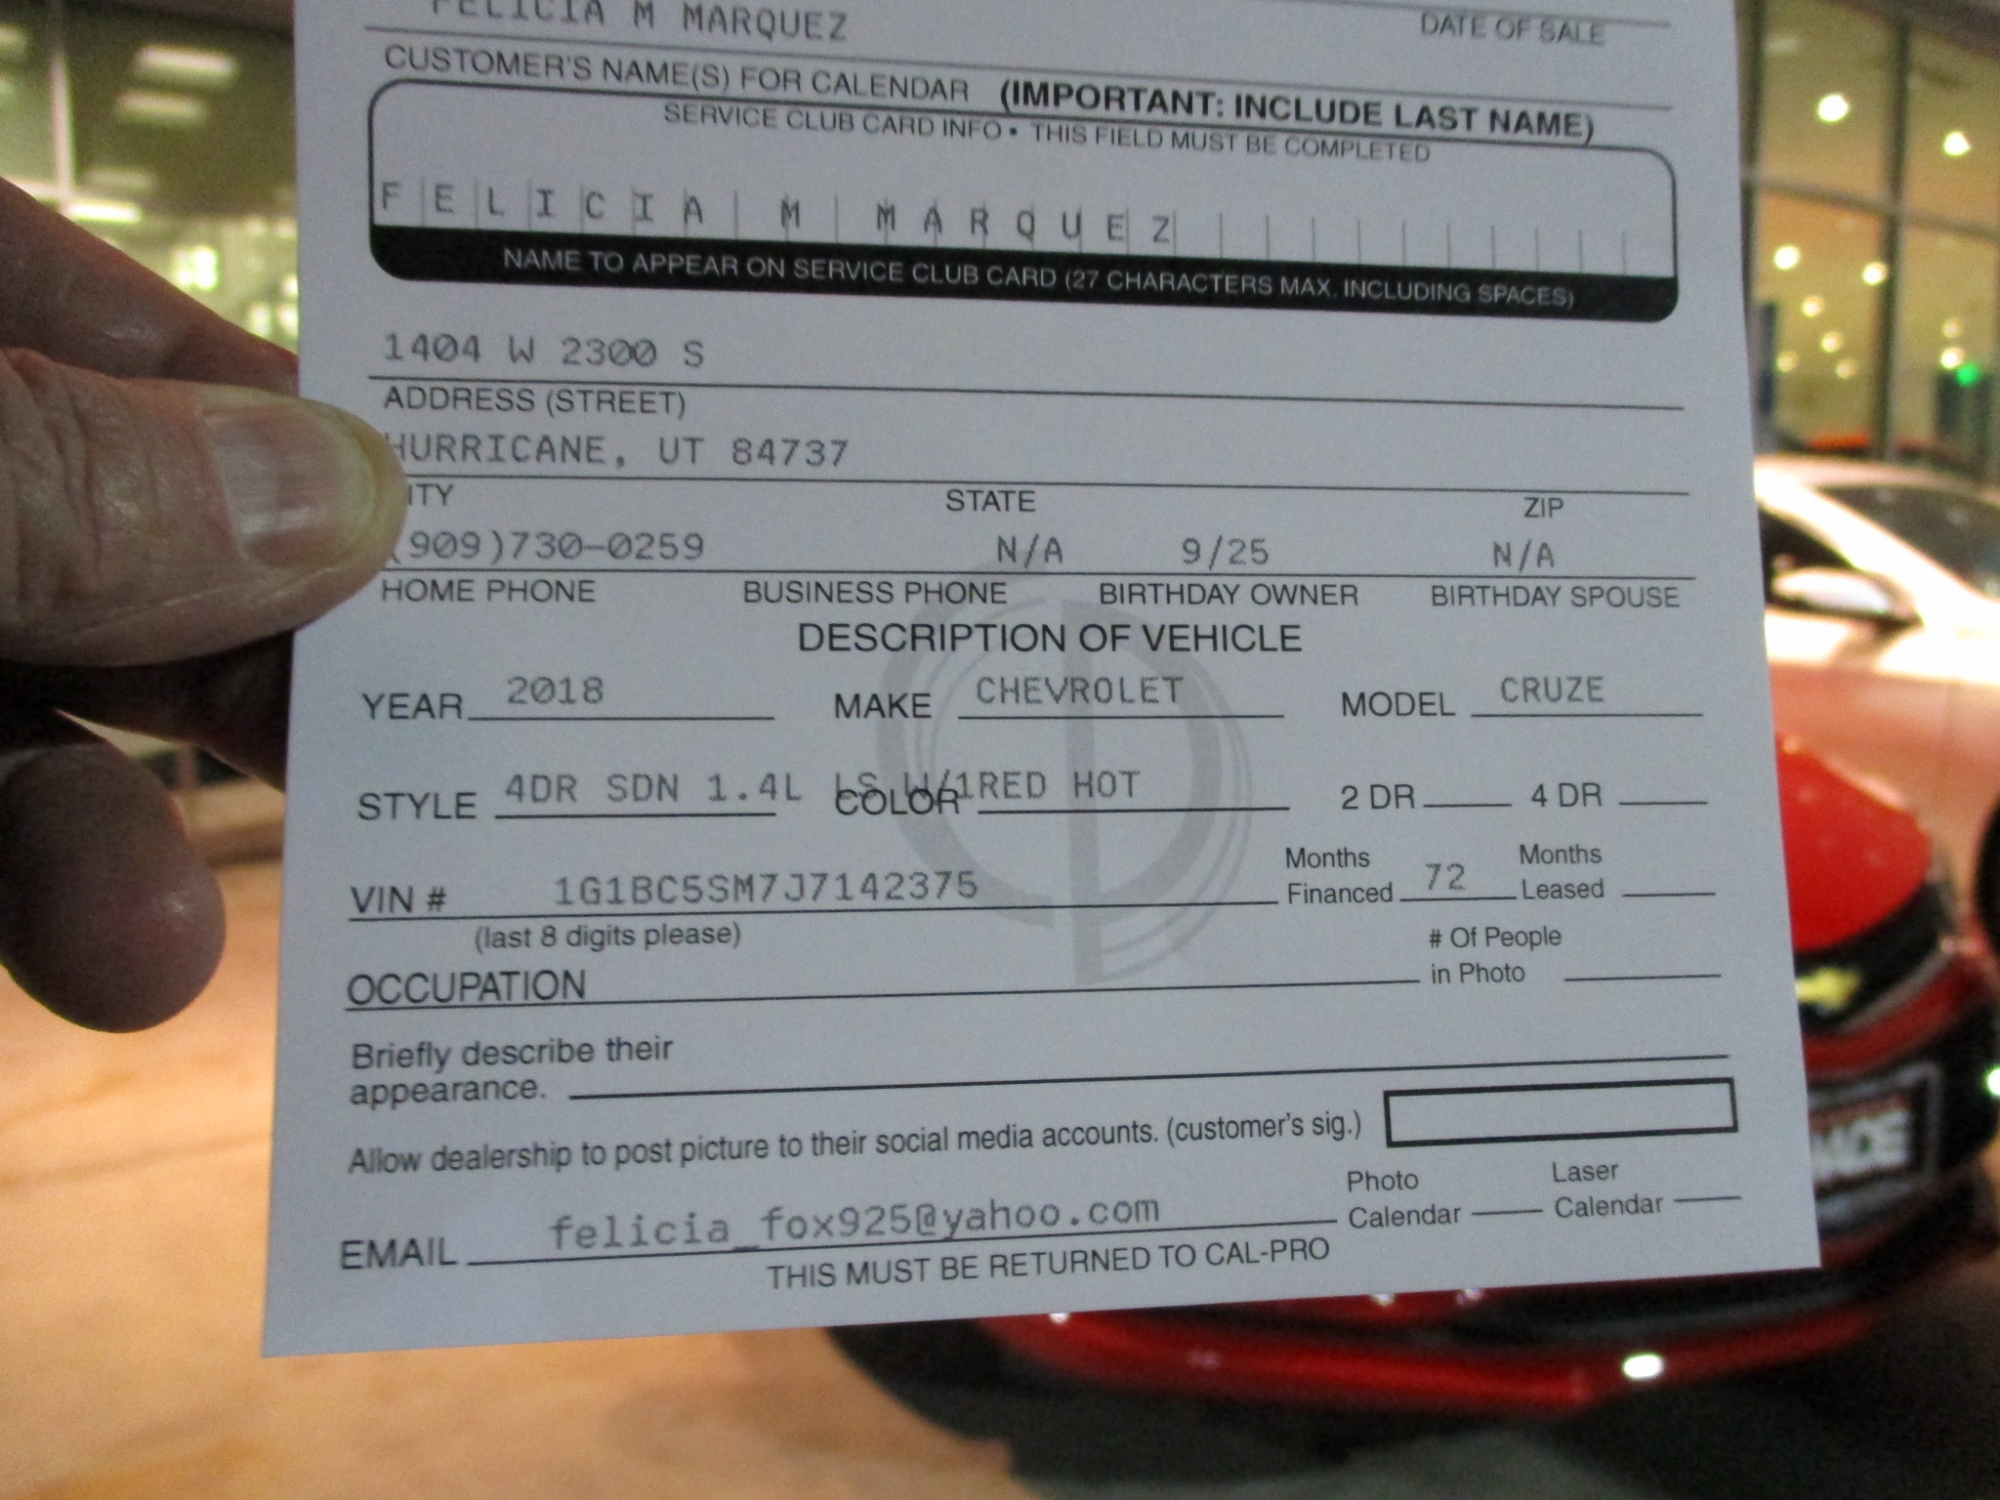 FELICIA M MARQUEZ
DATE OF SALE
CUSTOMER'S NAME(S) FOR CALENDAR (IMPORTANT: INCLUDE LAST NAME)
SERVICE CLUB CARD INFO • THIS FIELD MUST BE COMPLETED
FELICIA M MARQUEZ
NAME TO APPEAR ON SERVICE CLUB CARD (27 CHARACTERS MAX. INCLUDING SPACES)
1404 W 2300 S
ADDRESS (STREET)
HURRICANE, UT 84737
ITY STATE ZIP
(909)730-0259 N/A 9/25 N/A
HOME PHONE BUSINESS PHONE BIRTHDAY OWNER BIRTHDAY SPOUSE
DESCRIPTION OF VEHICLE
YEAR 2018 MAKE CHEVROLET MODEL CRUZE
STYLE 4DR SDN 1.4L LS W/1 COLOR RED HOT 2 DR 4 DR
VIN # 1G1BC5SM7J7142375 Months Financed 72 Months Leased
(last 8 digits please)
OCCUPATION # Of People in Photo
Briefly describe their
appearance.
Allow dealership to post picture to their social media accounts. (customer's sig.)
EMAIL felicia_fox925@yahoo.com Photo Calendar Laser Calendar
THIS MUST BE RETURNED TO CAL-PRO